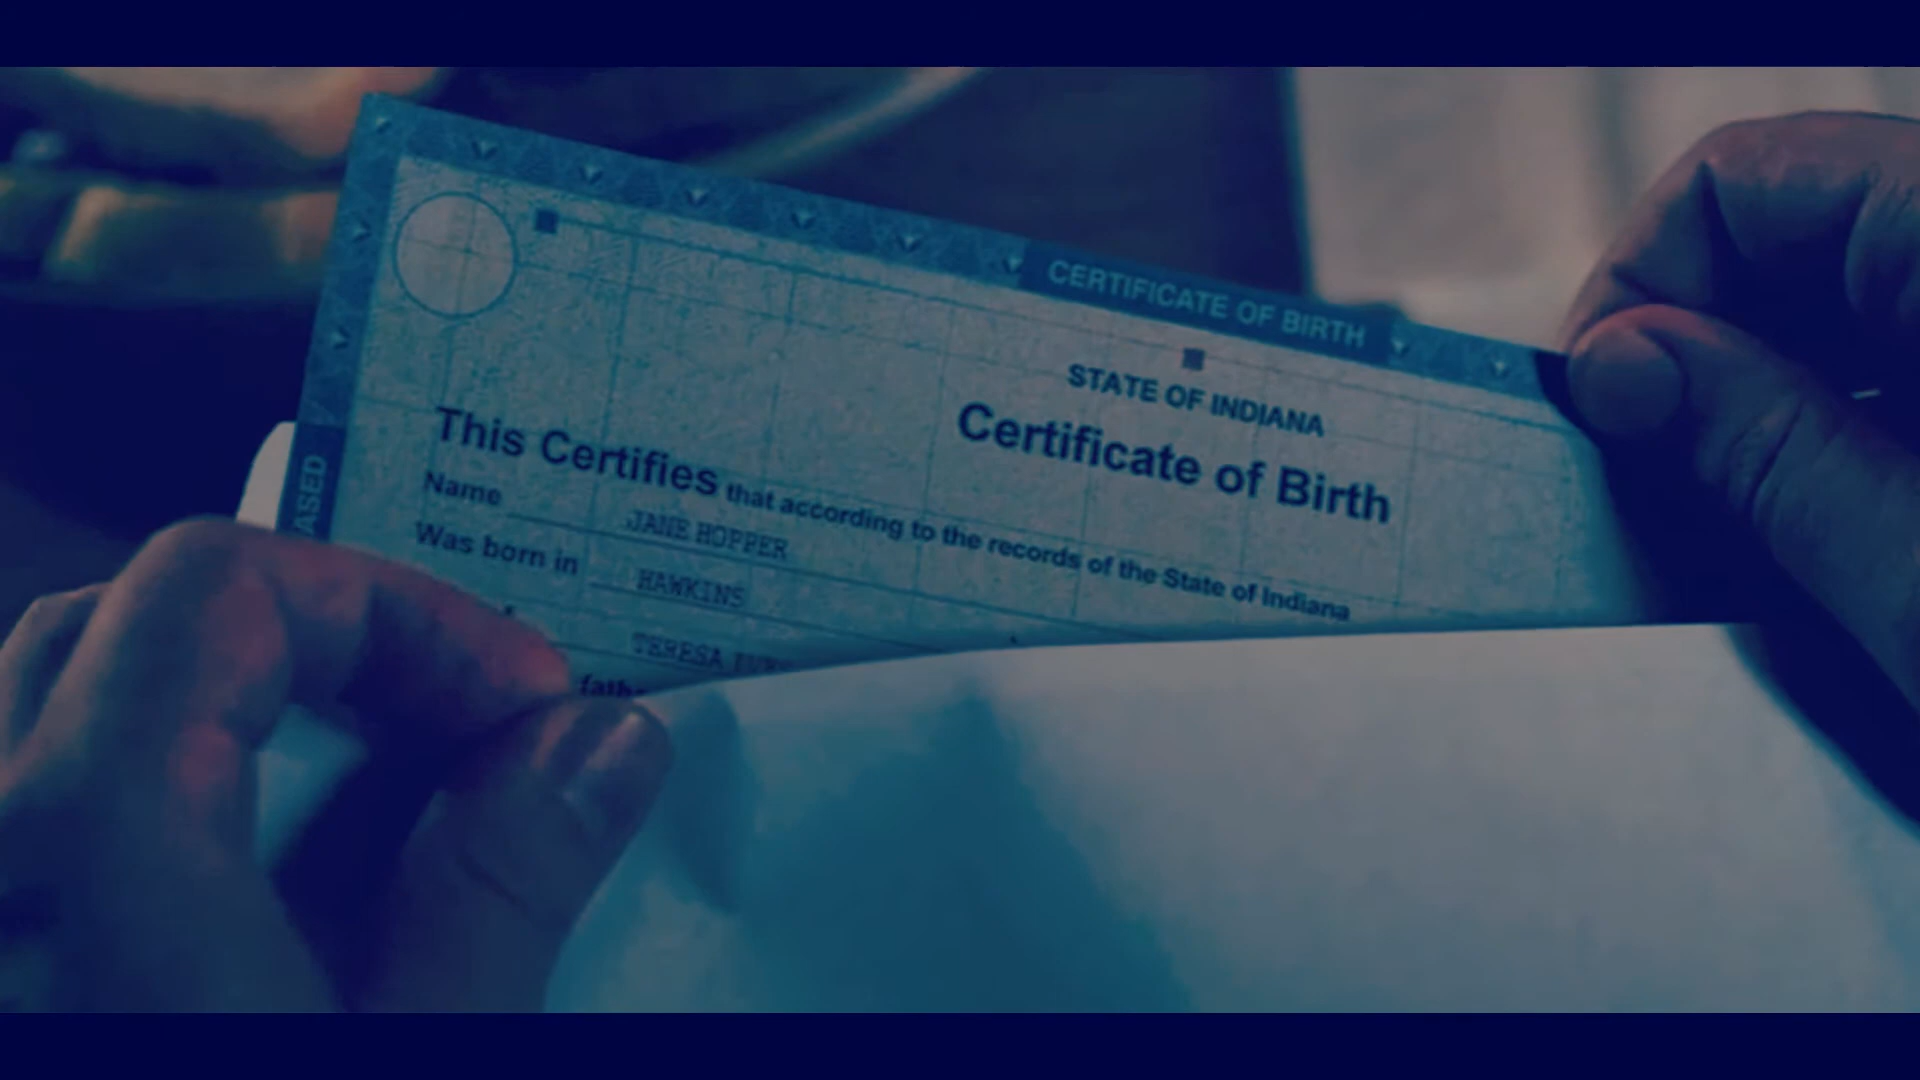 CERTIFICATE OF BIRTH
STATE OF INDIANA
Certificate of Birth
This Certifies that according to the records of the State of Indiana
Name JANE HOPPER
Was born in HAWKINS
TERESA
ASED